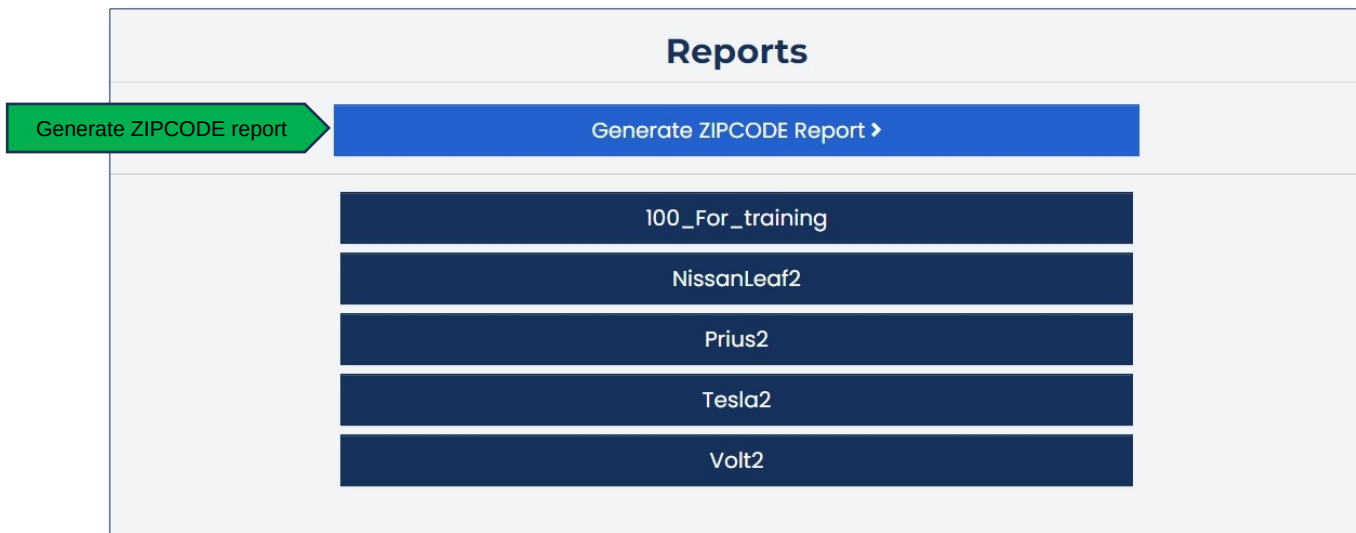 Reports
Generate ZIPCODE report
Generate ZIPCODE Report >
100_For_training
NissanLeaf2
Prius2
Tesla2
Volt2